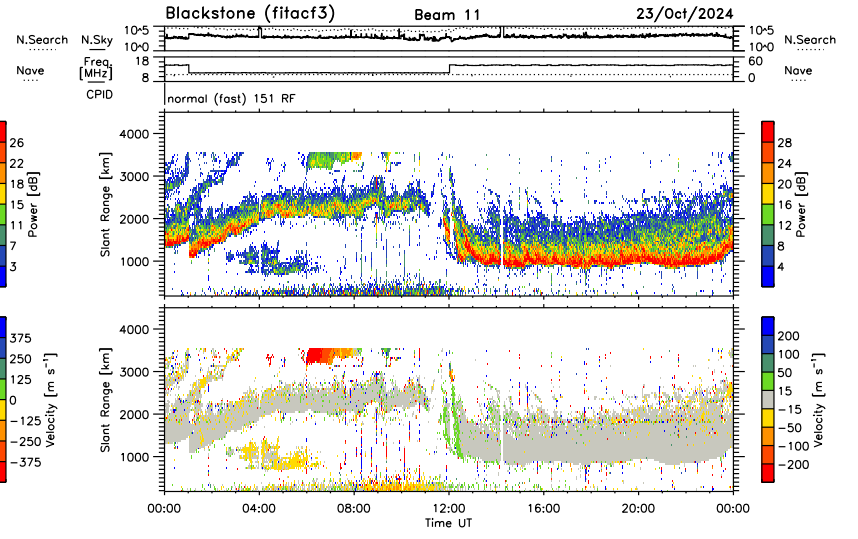 Blackstone (fitacf3) Beam 11 23/Oct/2024
N.Search N.Sky 10^5 10^5 N.Search
10^0 10^0
Nave Freq. [MHz] 18 60 Nave
8 0
CPID normal (fast) 151 RF
26 22 18 15 11 7 3
Power [dB]
4000 3000 2000 1000
Slant Range [km]
28 24 20 16 12 8 4
Power [dB]
375 250 125 0 −125 −250 −375
Velocity [m s⁻¹]
4000 3000 2000 1000
Slant Range [km]
200 100 50 15 −15 −50 −100 −200
Velocity [m s⁻¹]
00:00 04:00 08:00 12:00 16:00 20:00 00:00
Time UT